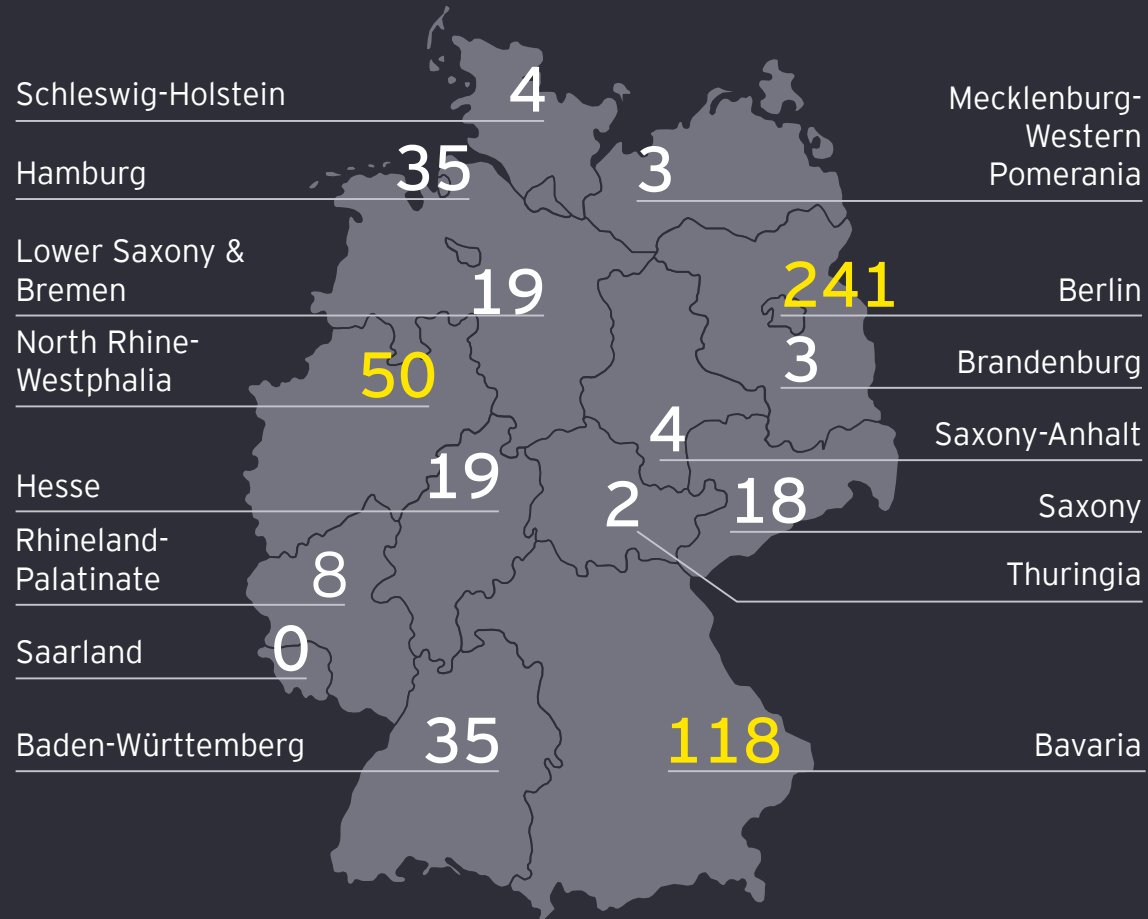 Schleswig-Holstein 4
Hamburg 35
Lower Saxony &
Bremen 19
North Rhine-
Westphalia 50
Hesse 19
Rhineland-
Palatinate 8
Saarland 0
Baden-Württemberg 35
3 Mecklenburg-
Western
Pomerania
241 Berlin
3 Brandenburg
4 Saxony-Anhalt
18 Saxony
2 Thuringia
118 Bavaria